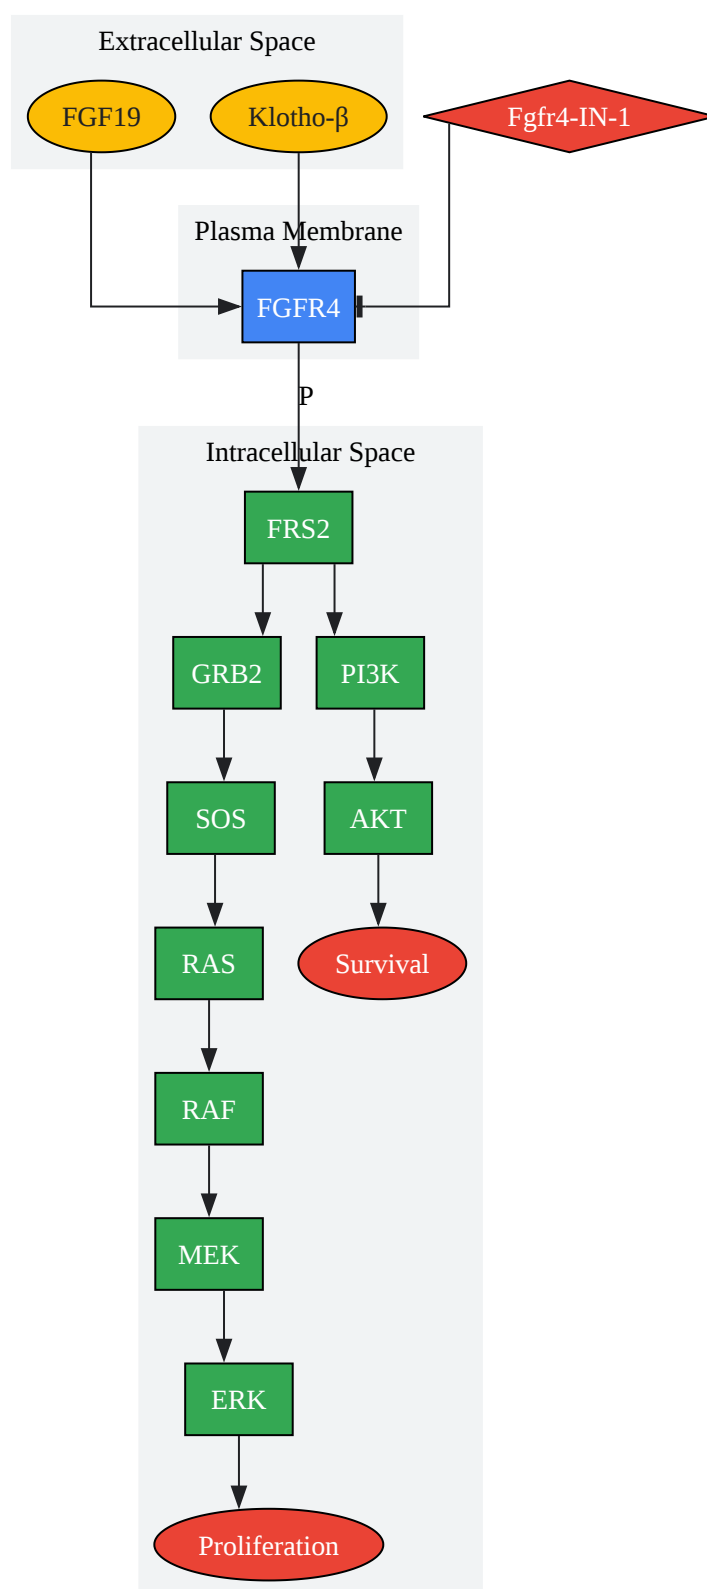 Extracellular Space
FGF19
Klotho-β
Fgfr4-IN-1
Plasma Membrane
FGFR4
P
Intracellular Space
FRS2
GRB2
PI3K
SOS
AKT
RAS
Survival
RAF
MEK
ERK
Proliferation